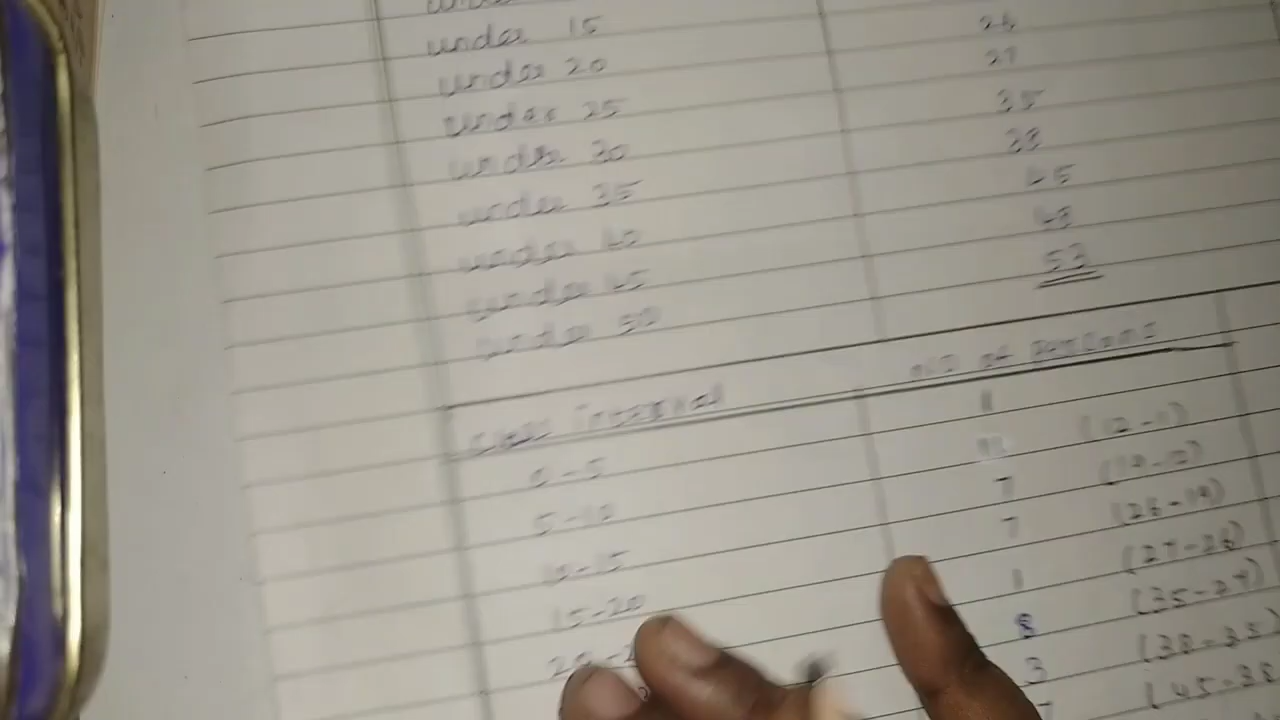 under 15 26
under 20 27
under 25 35
under 30 38
under 35 45
under 40 48
under 45 53
under 50
class Interval NO of Persons
0-5 1
5-10 11 (12-1)
10-15 7 (19-12)
15-20 7 (26-19)
1 (27-26)
8 (35-27)
3 (38-35)
7 (45-38